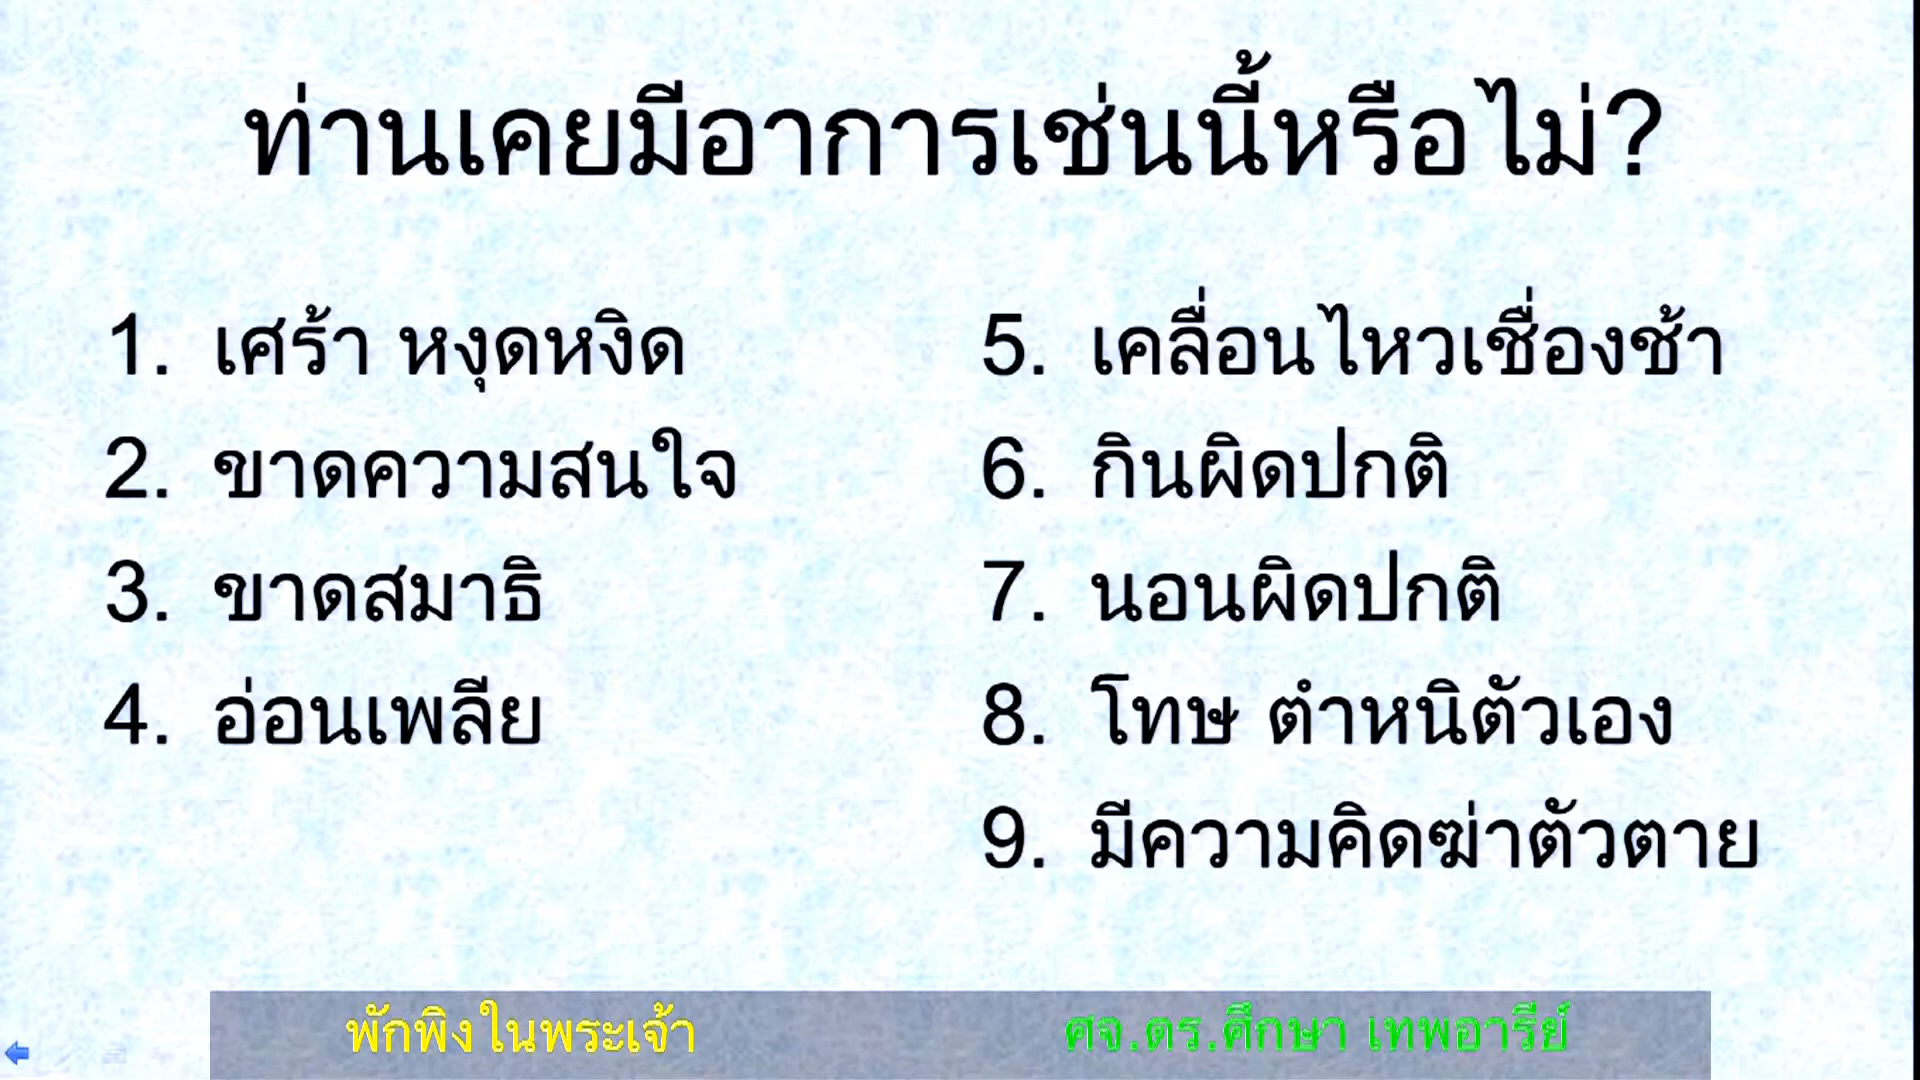 ท่านเคยมีอาการเช่นนี้หรือไม่?
1. เศร้า หงุดหงิด
2. ขาดความสนใจ
3. ขาดสมาธิ
4. อ่อนเพลีย
5. เคลื่อนไหวเชื่องช้า
6. กินผิดปกติ
7. นอนผิดปกติ
8. โทษ ตำหนิตัวเอง
9. มีความคิดฆ่าตัวตาย
พักพิงในพระเจ้า
ศจ.ดร.ศึกษา เทพอารีย์